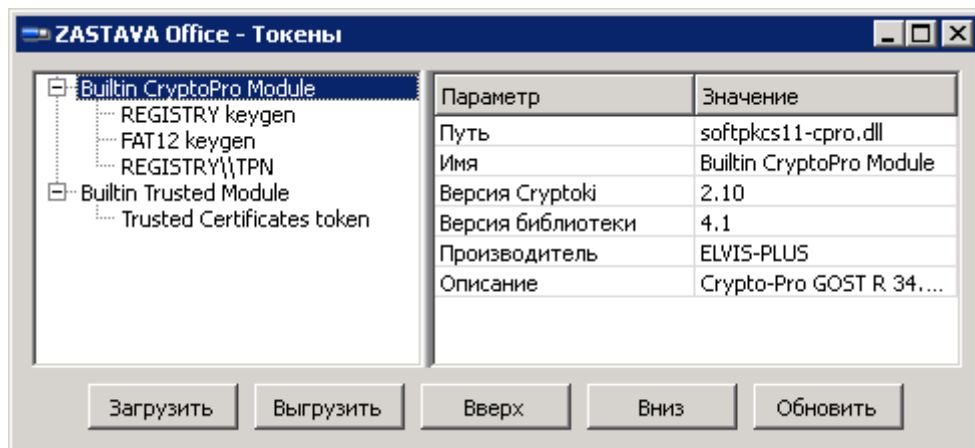 ZASTAVA Office - Токены
Builtin CryptoPro Module
REGISTRY keygen
FAT12 keygen
REGISTRY\\TPN
Builtin Trusted Module
Trusted Certificates token
Параметр Значение
Путь softpkcs11-cpro.dll
Имя Builtin CryptoPro Module
Версия Cryptoki 2.10
Версия библиотеки 4.1
Производитель ELVIS-PLUS
Описание Crypto-Pro GOST R 34....
Загрузить Выгрузить Вверх Вниз Обновить